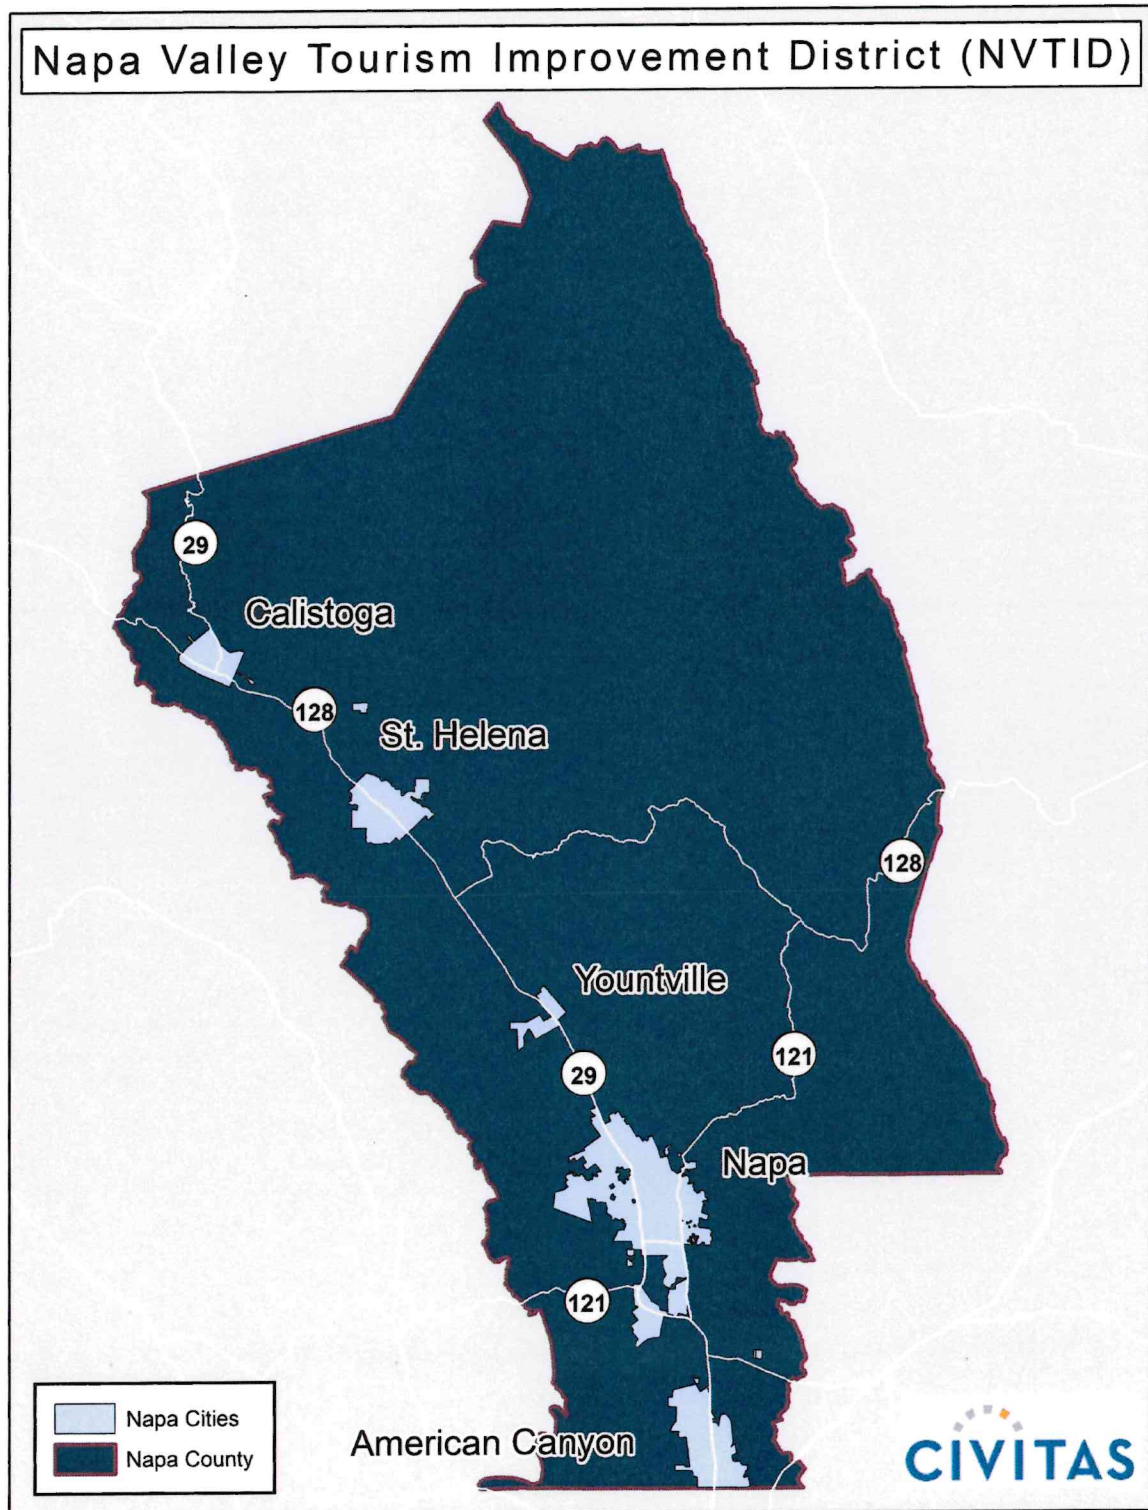 Napa Valley Tourism Improvement District (NVTID)
29
Calistoga
128
St. Helena
128
Yountville
121
29
Napa
121
Napa Cities
Napa County
American Canyon
CIVITAS